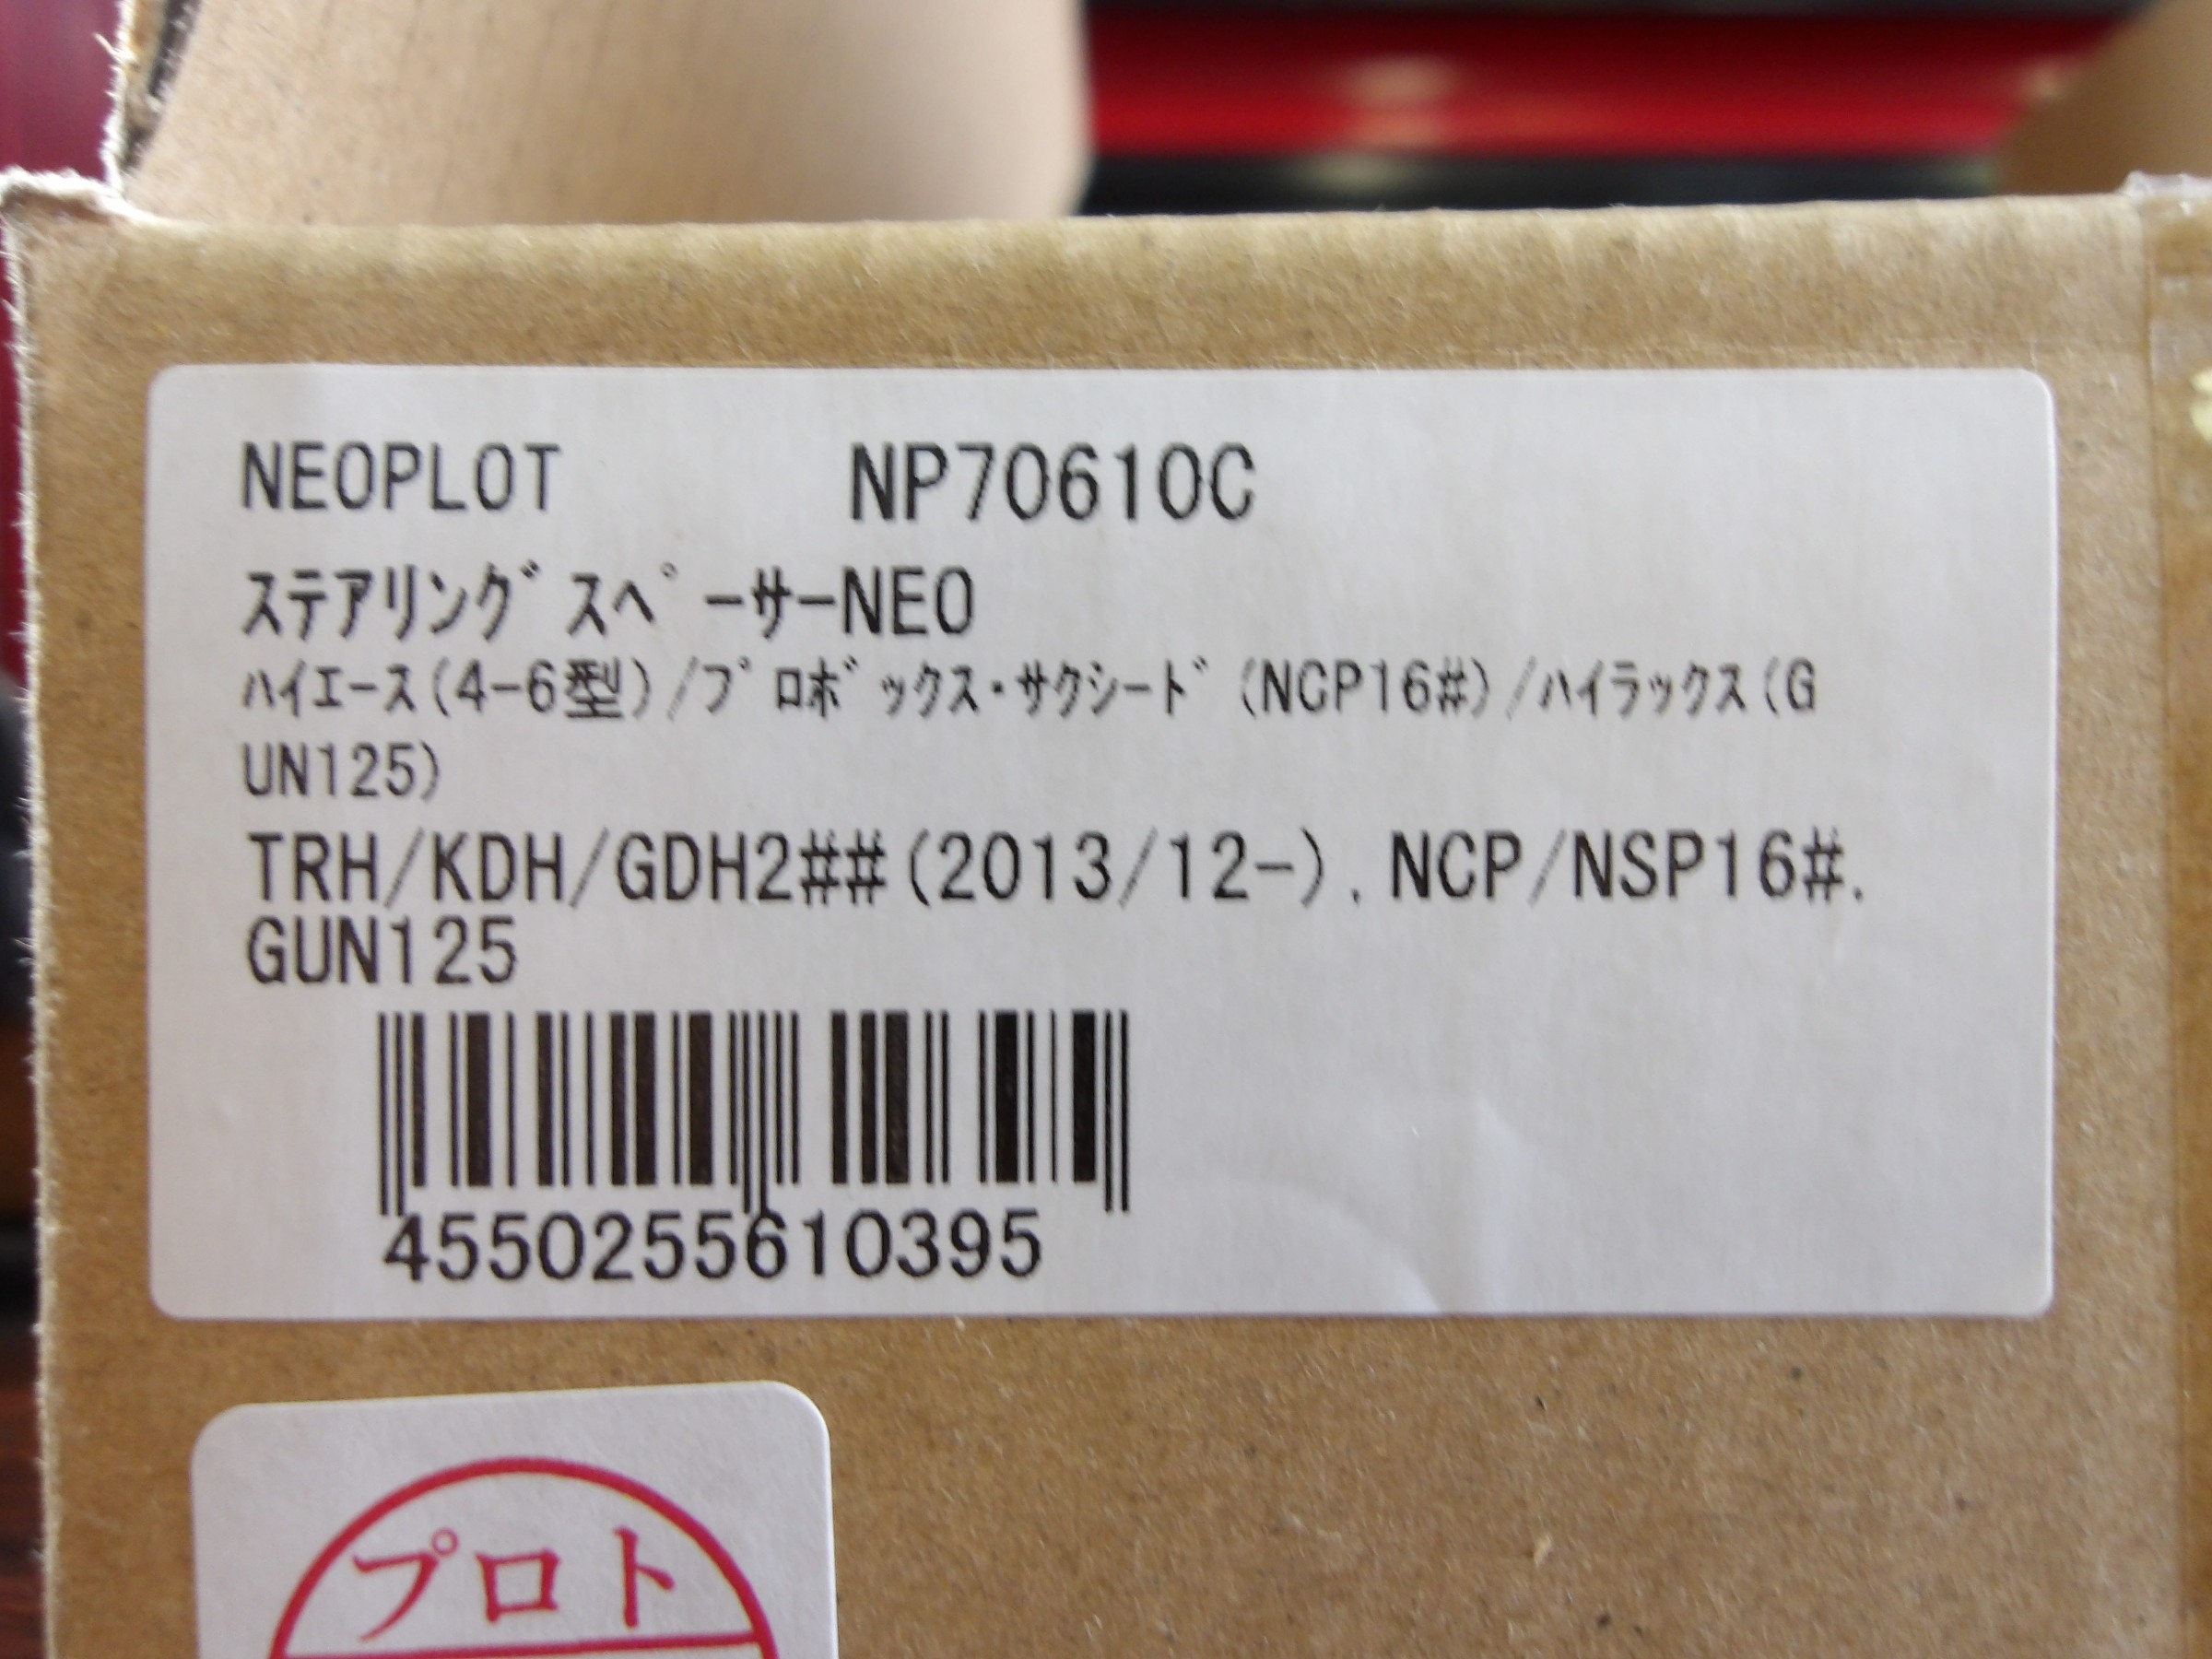 NEOPLOT NP70610C
ｽﾃｱﾘﾝｸﾞｽﾍﾟｰｻｰNEO
ﾊｲｴｰｽ(4-6型)/ﾌﾟﾛﾎﾞｯｸｽ･ｻｸｼｰﾄﾞ(NCP16#)/ﾊｲﾗｯｸｽ(G
UN125)
TRH/KDH/GDH2##(2013/12-).NCP/NSP16#.
GUN125
4550255610395
プロト